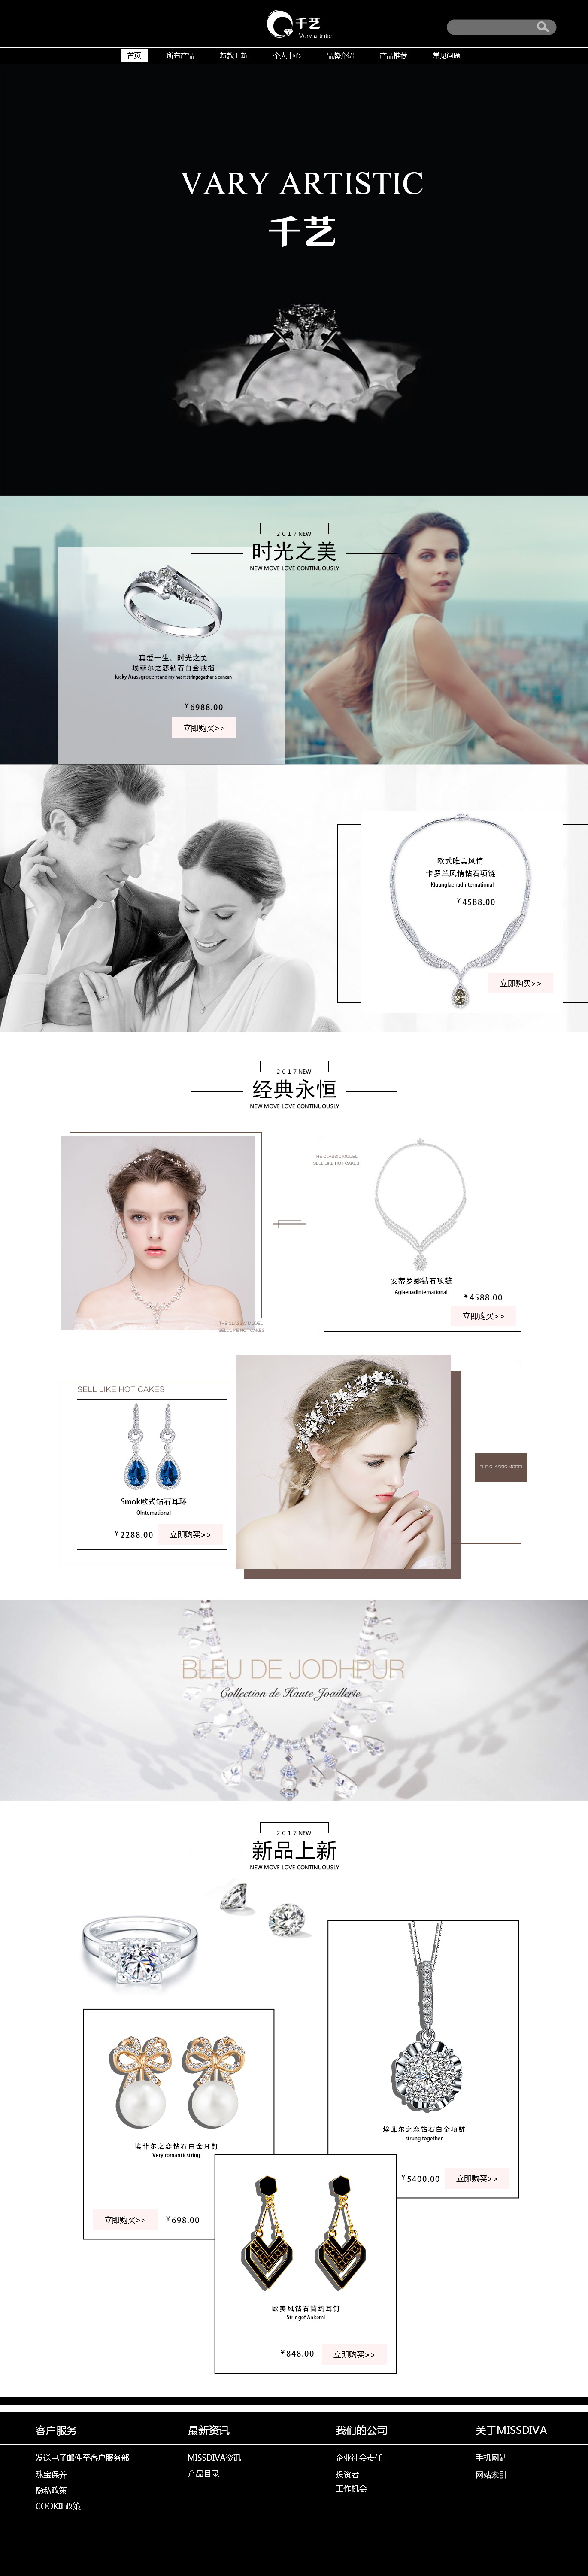 千艺
Very artistic
首页 所有产品 新款上新 个人中心 品牌介绍 产品推荐 常见问题
VARY ARTISTIC
千艺
2017 NEW
时光之美
NEW MOVE LOVE CONTINUOUSLY
真爱一生、时光之美
埃菲尔之恋钻石白金戒指
lucky Arassgroemtn and my heart stringogethur a concen
¥6988.00
立即购买>>
欧式唯美风情
卡罗兰风情钻石项链
KluanglaenadInternational
¥4588.00
立即购买>>
2017 NEW
经典永恒
NEW MOVE LOVE CONTINUOUSLY
THE CLASSIC MODEL
SELL LIKE HOT CAKES
安蒂罗娜钻石项链
AglaenadInternational
¥4588.00
立即购买>>
THE CLASSIC MODEL
SELL LIKE HOT CAKES
SELL LIKE HOT CAKES
Smok欧式钻石耳环
OInternational
¥2288.00
立即购买>>
THE CLASSIC MODEL
BLEU DE JODHPUR
Collection de Haute Joaillerie
2017 NEW
新品上新
NEW MOVE LOVE CONTINUOUSLY
埃菲尔之恋钻石白金项链
strung together
¥5400.00
立即购买>>
埃菲尔之恋钻石白金耳钉
Very romanticstring
立即购买>>
¥698.00
欧美风钻石简约耳钉
Stringof Ankeml
¥848.00
立即购买>>
客户服务 最新资讯 我们的公司 关于MISSDIVA
发送电子邮件至客户服务部 MISSDIVA资讯 企业社会责任 手机网站
珠宝保养 产品目录 投资者 网站索引
隐私政策 工作机会
COOKIE政策